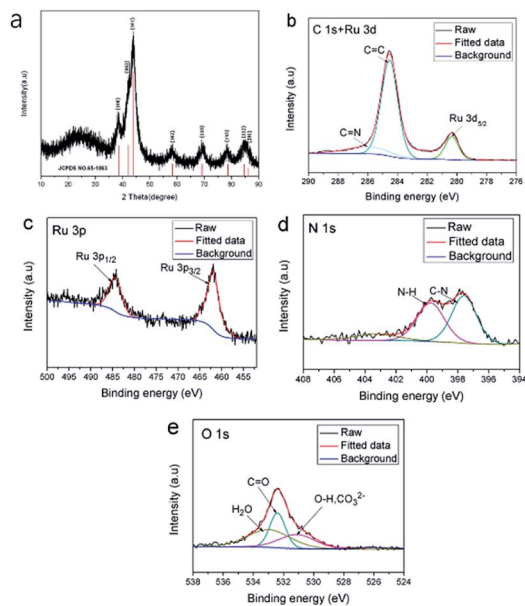 a
Intensity(a.u)
(100)
(002)
(101)
(102)
(110)
(103)
(112)
(201)
JCPDS NO.65-1863
10 20 30 40 50 60 70 80 90
2 Theta(degree)
b
C 1s+Ru 3d
Raw
Fitted data
Background
C=C
C=N
Ru 3d5/2
Intensity (a.u)
290 288 286 284 282 280 278 276
Binding energy (eV)
c
Ru 3p
Raw
Fitted data
Background
Ru 3p1/2
Ru 3p3/2
Intensity (a.u)
500 495 490 485 480 475 470 465 460 455
Binding energy (eV)
d
N 1s
Raw
Fitted data
Background
N-H
C-N
Intensity (a.u)
408 406 404 402 400 398 396 394
Binding energy (eV)
e
O 1s
Raw
Fitted data
Background
C=O
H2O
O-H,CO3 2-
Intensity (a.u)
538 536 534 532 530 528 526 524
Binding energy (eV)